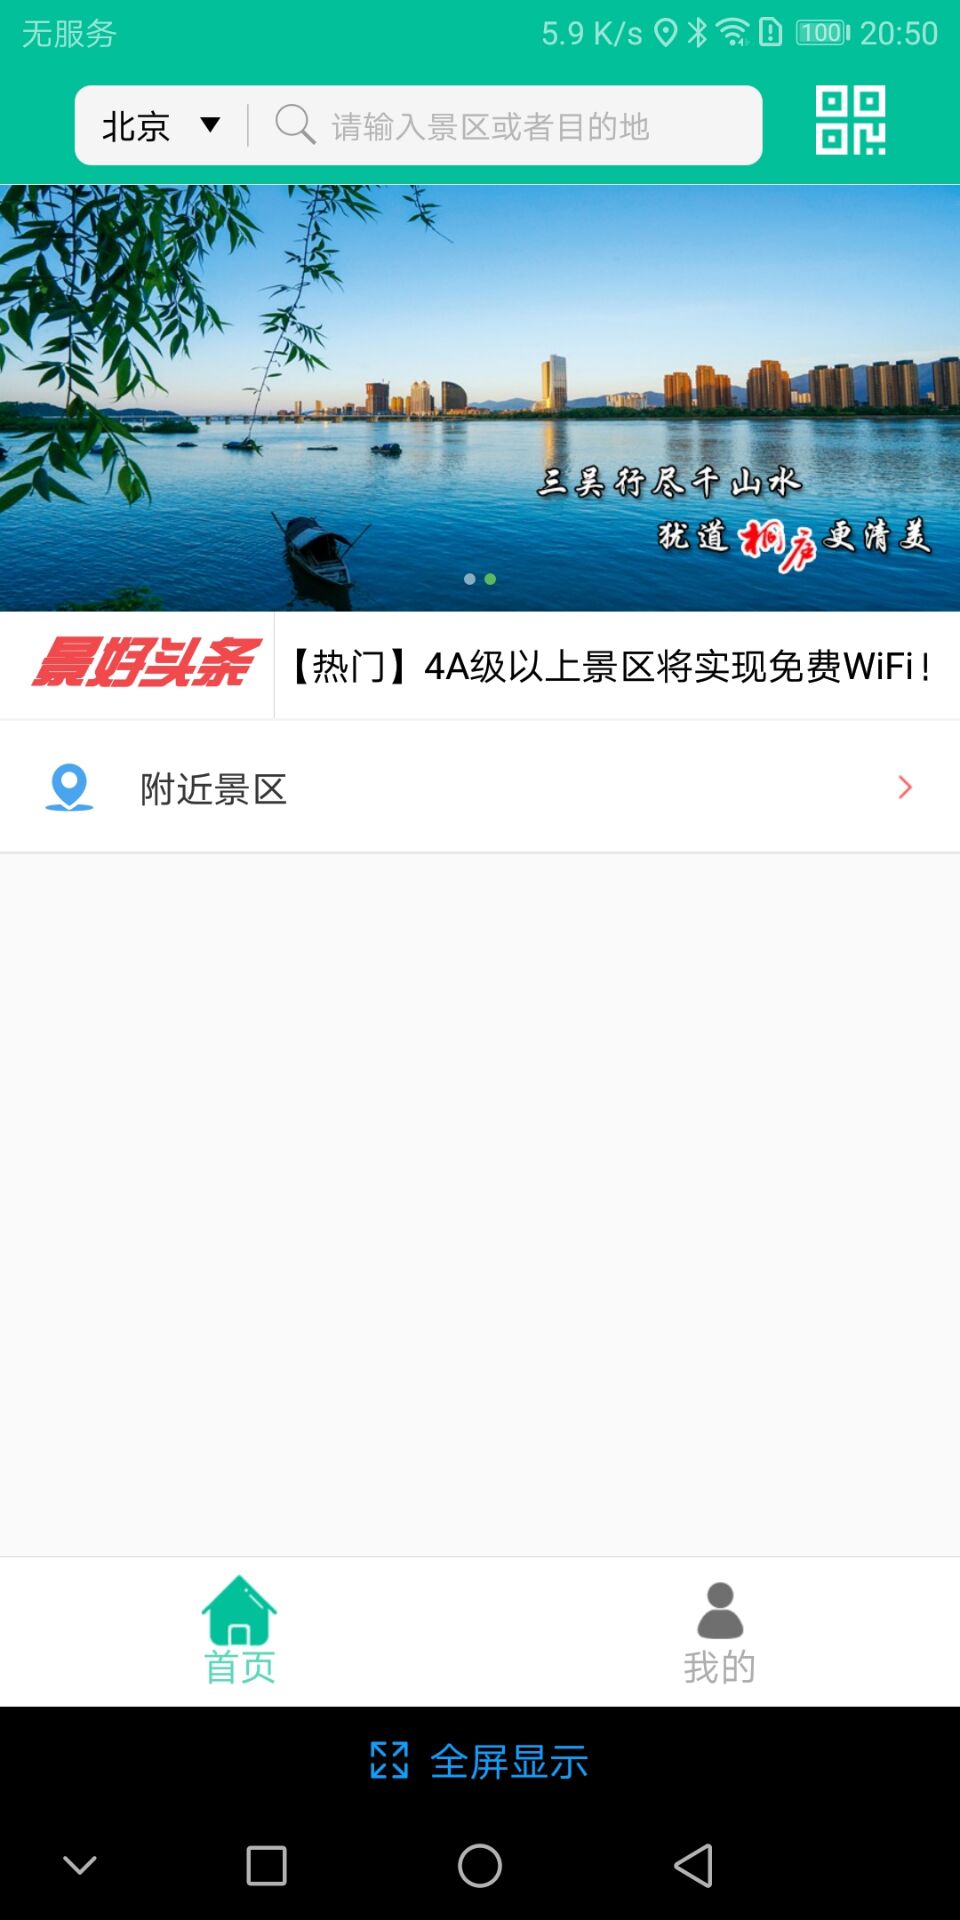 无服务 5.9 K/s 100 20:50
北京 请输入景区或者目的地
三吴行尽千山水
犹道桐庐更清美
景好头条 【热门】4A级以上景区将实现免费WiFi！
附近景区
首页 我的
全屏显示